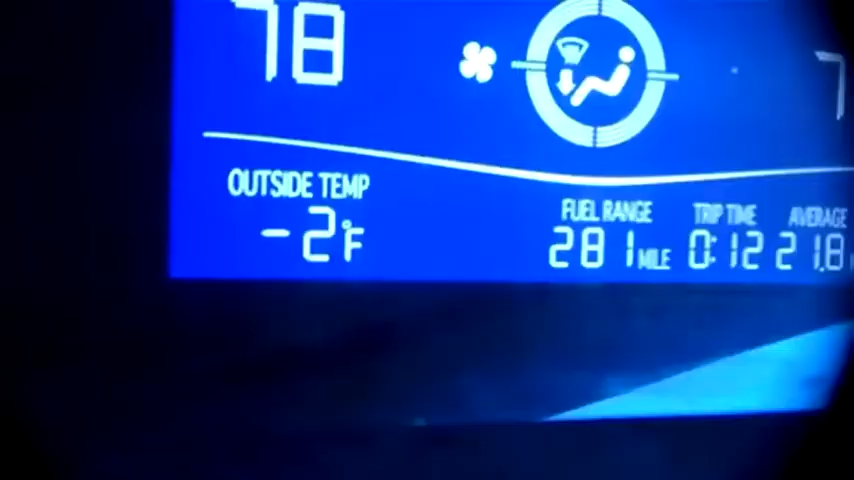 78
OUTSIDE TEMP
-2°F
FUEL RANGE
281 MILE
TRIP TIME
0:12
AVERAGE
21.8